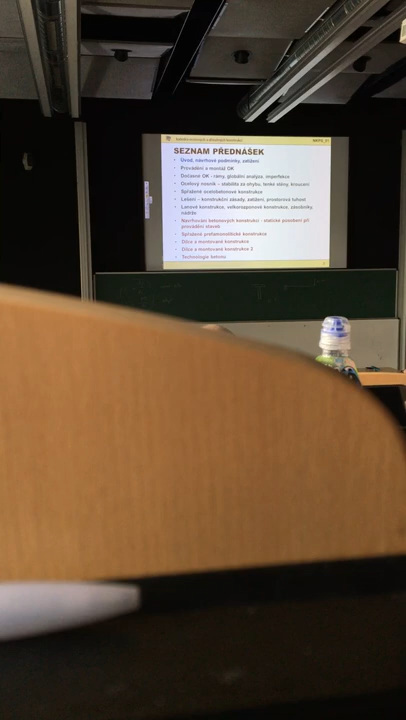 SEZNAM PŘEDNÁŠEK
Úvod, návrhové podmínky, zatížení
Provádění a montáž OK
Dočasné OK - rámy, globální analýza, imperfekce
Ocelový nosník – stabilita za ohybu, tenké stěny, kroucení
Spřažené ocelobetonové konstrukce
Lešení – konstrukční zásady, zatížení, prostorová tuhost
Lanové konstrukce, velkorozponové konstrukce, zásobníky,
nádrže
Navrhování betonových konstrukcí - statické působení při
provádění staveb
Spřažené prefamonolitické konstrukce
Dílce a montované konstrukce
Dílce a montované konstrukce 2
Technologie betonu